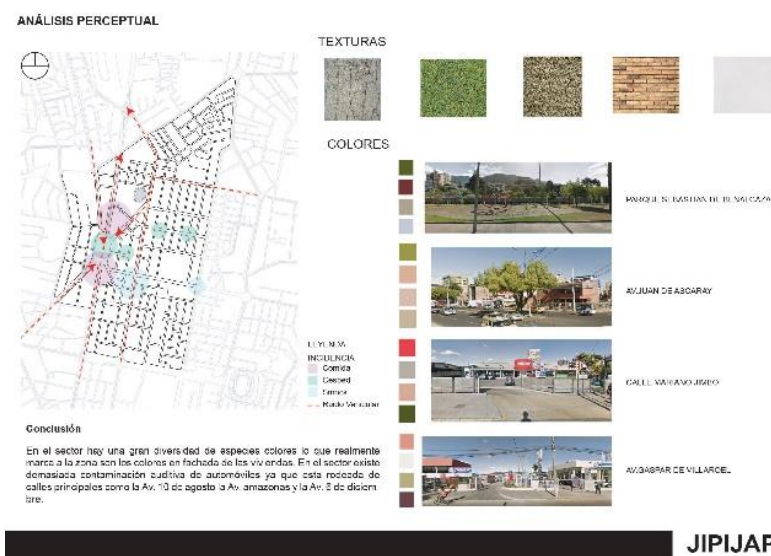 ANÁLISIS PERCEPTUAL
TEXTURAS
COLORES
PARQUE SEBASTIAN DE BENALCAZA
AV.JUAN DE ASCARAY
CALLE MARIANO JIMBO
AV.GASPAR DE VILLAROEL
LEYENDA
INCIDENCIA
Comida
Cesped
Smock
Ruido Vehicular
Conclusión
En el sector hay una gran diversidad de especies colores lo que realmente
marca a la zona son los colores en fachada de las viviendas. En el sector existe
demasiada contaminación auditiva de automóviles ya que esta rodeada de
calles principales como la Av. 10 de agosto la Av. amazonas y la Av. 6 de diciem-
bre.
JIPIJAP